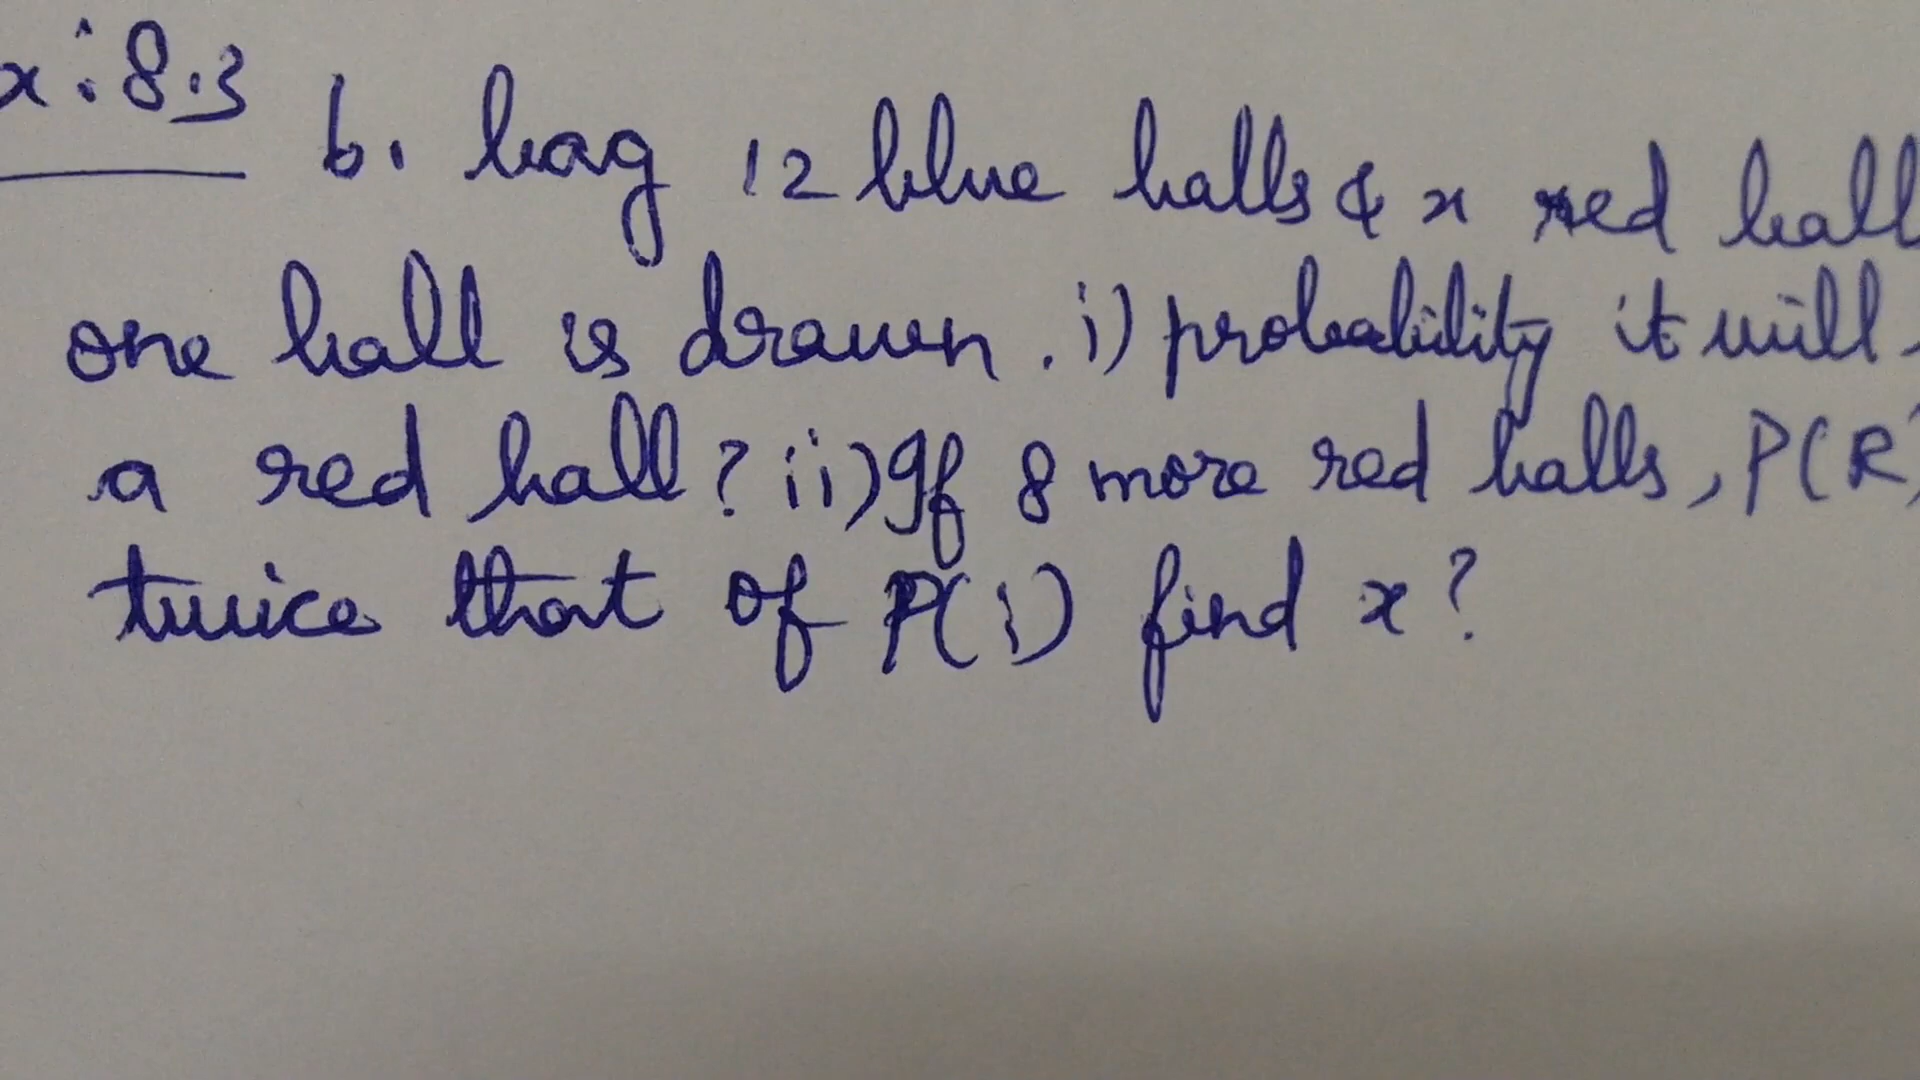 x: 8.3
6. bag 12 blue balls & x red ball
one ball is drawn. i) probability it will
a red ball? ii) If 8 more red balls, P(R)
twice that of P(i) find x?